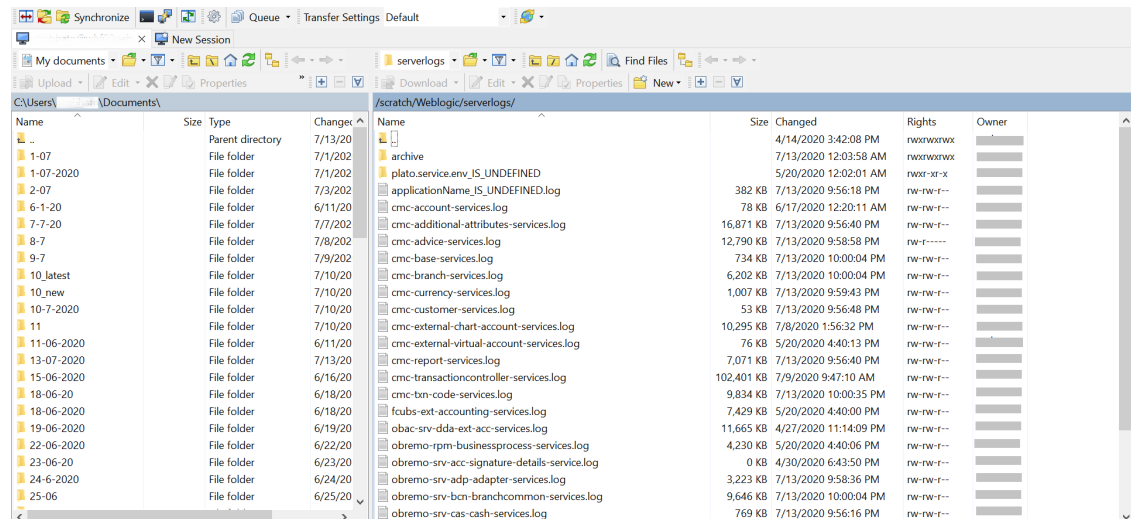 Synchronize Queue Transfer Settings Default
New Session
My documents serverlogs Find Files
Upload Edit Properties » Download Edit Properties New
C:\Users\ \Documents\ /scratch/Weblogic/serverlogs/
Name Size Type Changed Name Size Changed Rights Owner
.. Parent directory 7/13/20 .. 4/14/2020 3:42:08 PM rwxrwxrwx
1-07 File folder 7/1/202 archive 7/13/2020 12:03:58 AM rwxrwxrwx
1-07-2020 File folder 7/1/202 plato.service.env_IS_UNDEFINED 5/20/2020 12:02:01 AM rwxr-xr-x
2-07 File folder 7/3/202 applicationName_IS_UNDEFINED.log 382 KB 7/13/2020 9:56:18 PM rw-rw-r--
6-1-20 File folder 6/11/20 cmc-account-services.log 78 KB 6/17/2020 12:20:11 AM rw-rw-r--
7-7-20 File folder 7/7/202 cmc-additional-attributes-services.log 16,871 KB 7/13/2020 9:56:40 PM rw-rw-r--
8-7 File folder 7/8/202 cmc-advice-services.log 12,790 KB 7/13/2020 9:58:58 PM rw-r-----
9-7 File folder 7/9/202 cmc-base-services.log 734 KB 7/13/2020 10:00:04 PM rw-rw-r--
10_latest File folder 7/10/20 cmc-branch-services.log 6,202 KB 7/13/2020 10:00:04 PM rw-rw-r--
10_new File folder 7/10/20 cmc-currency-services.log 1,007 KB 7/13/2020 9:59:43 PM rw-rw-r--
10-7-2020 File folder 7/10/20 cmc-customer-services.log 53 KB 7/13/2020 9:56:48 PM rw-rw-r--
11 File folder 7/10/20 cmc-external-chart-account-services.log 10,295 KB 7/8/2020 1:56:32 PM rw-rw-r--
11-06-2020 File folder 6/11/20 cmc-external-virtual-account-services.log 76 KB 5/20/2020 4:40:13 PM rw-rw-r--
13-07-2020 File folder 7/13/20 cmc-report-services.log 7,071 KB 7/13/2020 9:56:40 PM rw-rw-r--
15-06-2020 File folder 6/16/20 cmc-transactioncontroller-services.log 102,401 KB 7/9/2020 9:47:10 AM rw-rw-r--
18-06-20 File folder 6/18/20 cmc-txn-code-services.log 9,834 KB 7/13/2020 10:00:35 PM rw-rw-r--
18-06-2020 File folder 6/18/20 fcubs-ext-accounting-services.log 7,429 KB 5/20/2020 4:40:00 PM rw-rw-r--
19-06-2020 File folder 6/19/20 obac-srv-dda-ext-acc-services.log 11,665 KB 4/27/2020 11:14:09 PM rw-rw-r--
22-06-2020 File folder 6/22/20 obremo-rpm-businessprocess-services.log 4,230 KB 5/20/2020 4:40:06 PM rw-rw-r--
23-06-20 File folder 6/23/20 obremo-srv-acc-signature-details-service.log 0 KB 4/30/2020 6:43:50 PM rw-rw-r--
24-6-2020 File folder 6/24/20 obremo-srv-adp-adapter-services.log 3,223 KB 7/13/2020 9:58:36 PM rw-rw-r--
25-06 File folder 6/25/20 obremo-srv-bcn-branchcommon-services.log 9,646 KB 7/13/2020 10:00:04 PM rw-rw-r--
obremo-srv-cas-cash-services.log 769 KB 7/13/2020 9:56:16 PM rw-rw-r--